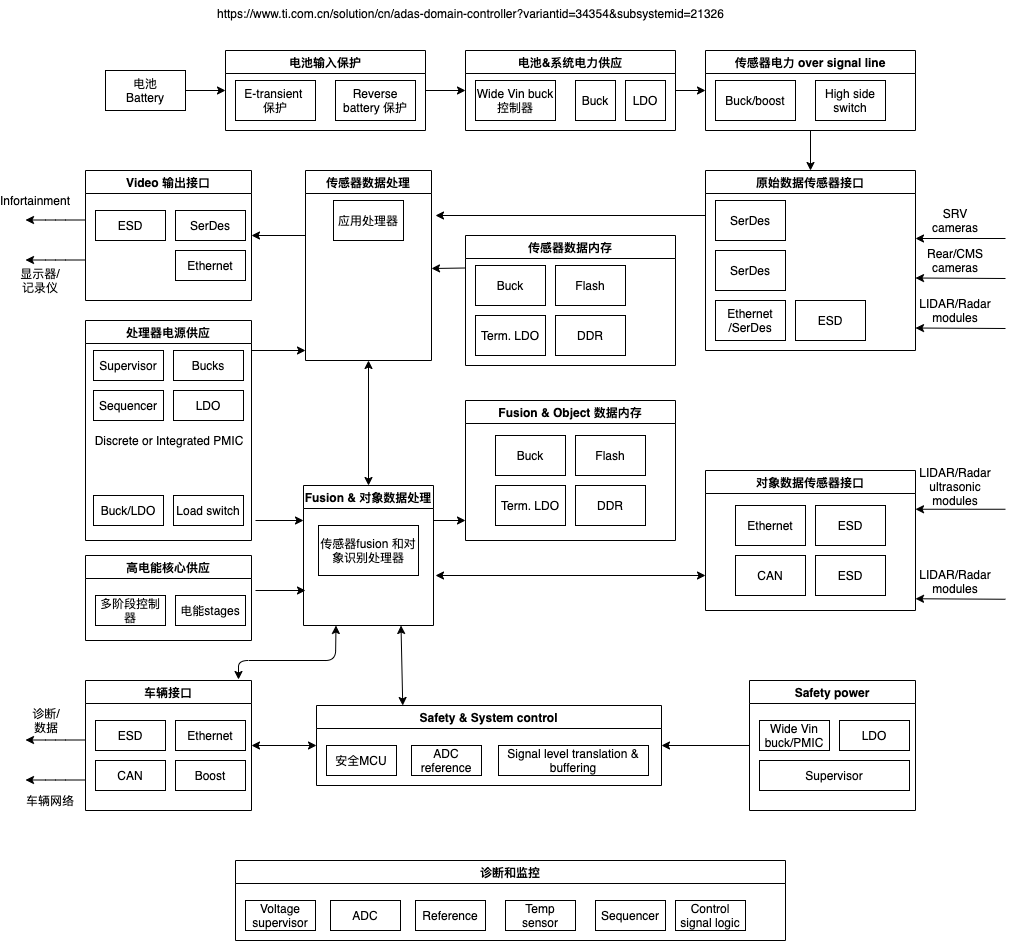 https://www.ti.com.cn/solution/cn/adas-domain-controller?variantid=34354&subsystemid=21326
电池
Battery
电池输入保护
E-transient
保护
Reverse
battery 保护
电池&系统电力供应
Wide Vin buck
控制器
Buck
LDO
传感器电力 over signal line
Buck/boost
High side
switch
Video 输出接口
ESD
SerDes
Ethernet
Infortainment
显示器/
记录仪
传感器数据处理
应用处理器
原始数据传感器接口
SerDes
SerDes
Ethernet
/SerDes
ESD
SRV
cameras
Rear/CMS
cameras
LIDAR/Radar
modules
传感器数据内存
Buck
Flash
Term. LDO
DDR
处理器电源供应
Supervisor
Bucks
Sequencer
LDO
Discrete or Integrated PMIC
Buck/LDO
Load switch
Fusion & Object 数据内存
Buck
Flash
Term. LDO
DDR
Fusion & 对象数据处理
传感器fusion 和对
象识别处理器
对象数据传感器接口
Ethernet
ESD
CAN
ESD
LIDAR/Radar
ultrasonic
modules
LIDAR/Radar
modules
高电能核心供应
多阶段控制
器
电能stages
车辆接口
ESD
Ethernet
CAN
Boost
诊断/
数据
车辆网络
Safety & System control
安全MCU
ADC
reference
Signal level translation &
buffering
Safety power
Wide Vin
buck/PMIC
LDO
Supervisor
诊断和监控
Voltage
supervisor
ADC
Reference
Temp
sensor
Sequencer
Control
signal logic